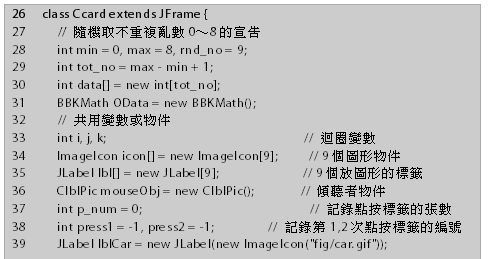 26 class Ccard extends JFrame {
27 // 隨機取不重複亂數 0～8 的宣告
28 int min = 0, max = 8, rnd_no = 9;
29 int tot_no = max - min + 1;
30 int data[] = new int[tot_no];
31 BBKMath OData = new BBKMath();
32 // 共用變數或物件
33 int i, j, k; // 迴圈變數
34 ImageIcon icon[] = new ImageIcon[9]; // 9 個圖形物件
35 JLabel lbl[] = new JLabel[9]; // 9 個放圖形的標籤
36 ClblPic mouseObj = new ClblPic(); // 傾聽者物件
37 int p_num = 0; // 記錄點按標籤的張數
38 int press1 = -1, press2 = -1; // 記錄第 1,2 次點按標籤的編號
39 JLabel lblCar = new JLabel(new ImageIcon("fig/car.gif"));